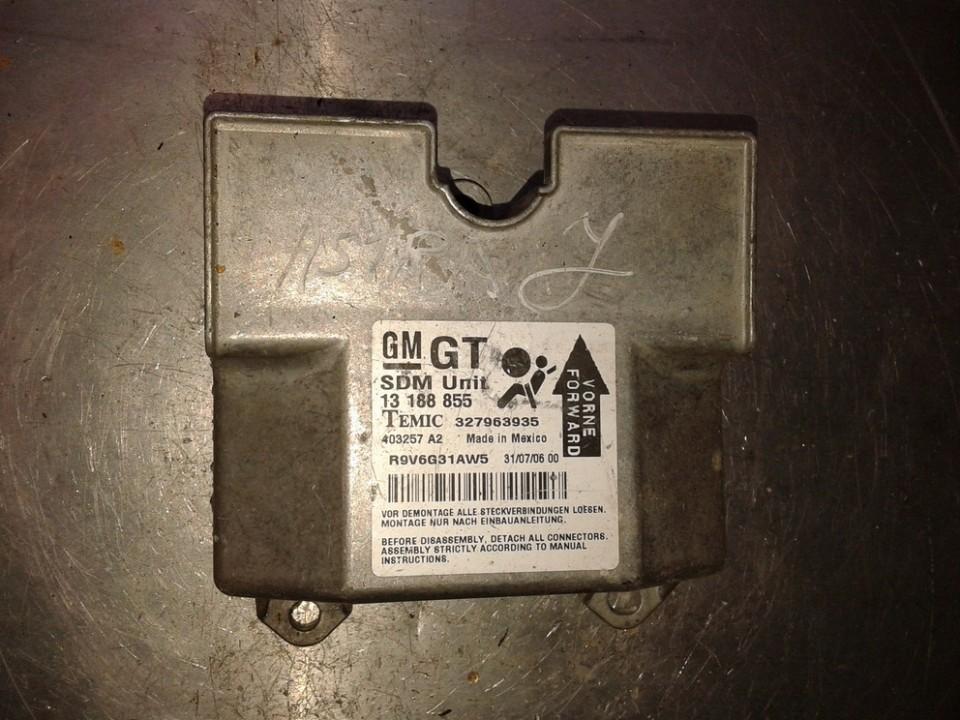 GM GT
SDM Unit
13 188 855
TEMIC 327963935
403257 A2 Made in Mexico
R9V6G31AW5 31/07/06 00
VORNE
FORWARD
VOR DEMONTAGE ALLE STECKVERBINDUNGEN LOESEN.
MONTAGE NUR NACH EINBAUANLEITUNG.
BEFORE DISASSEMBLY, DETACH ALL CONNECTORS.
ASSEMBLY STRICTLY ACCORDING TO MANUAL
INSTRUCTIONS.